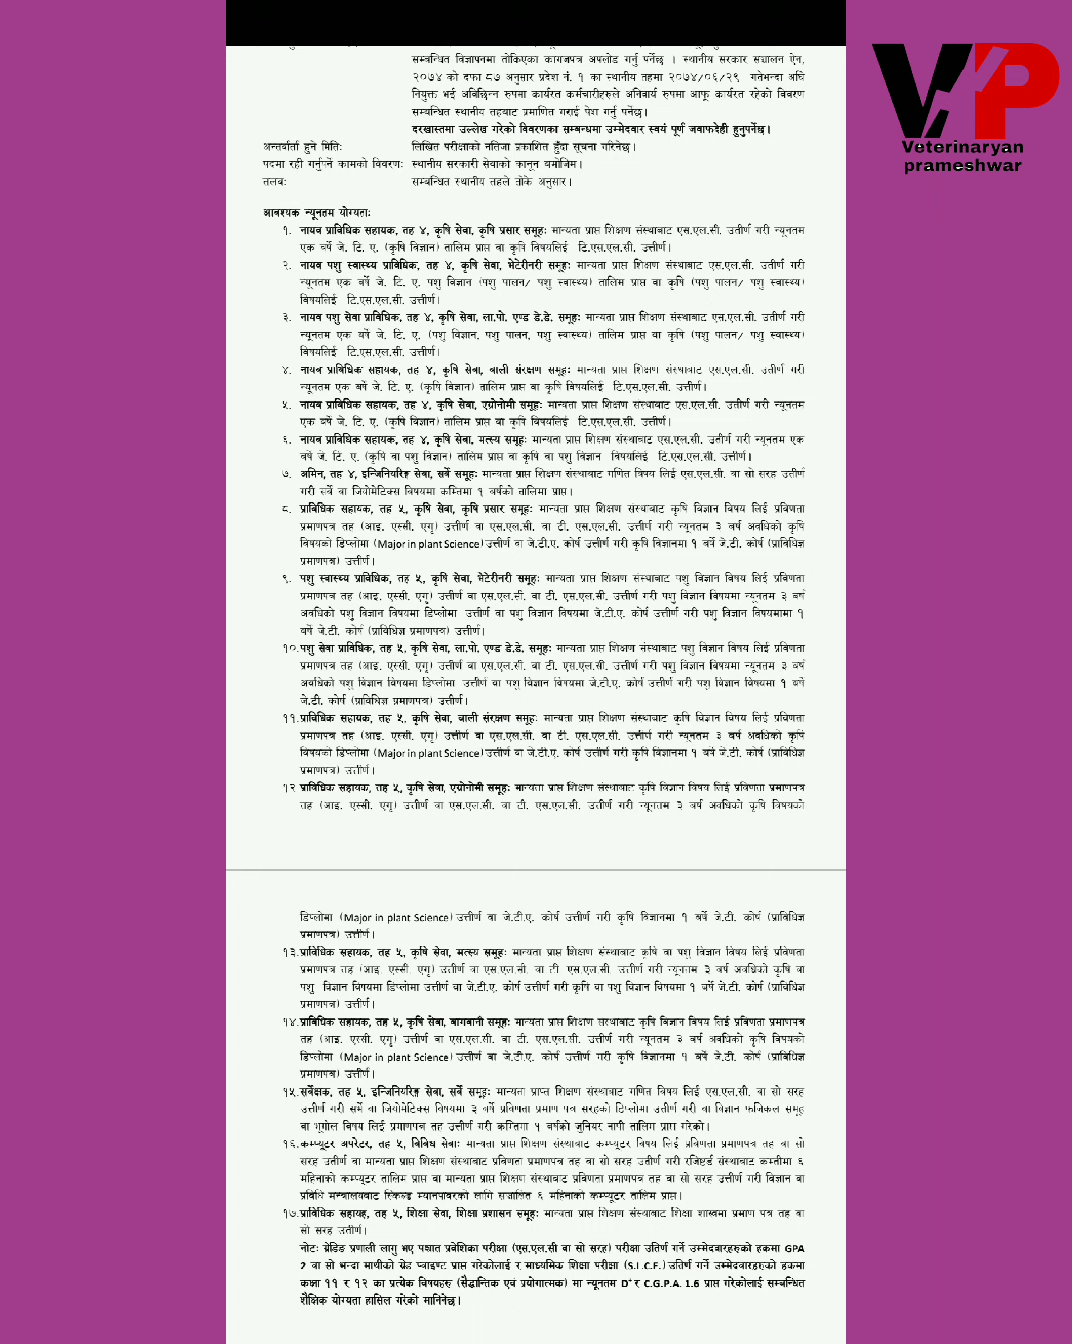 सम्बन्धित विज्ञापनमा तोकिएका कागजपत्र अपलोड गर्नु पर्नेछ । स्थानीय सरकार सञ्चालन ऐन,
२०७४ को दफा ८७ अनुसार प्रदेश नं. १ का स्थानीय तहमा २०७४/०६/२९ गतेभन्दा अघि
नियुक्त भई अविछिन्न रुपमा कार्यरत कर्मचारीहरुले अनिवार्य रुपमा आफू कार्यरत रहेको विवरण
सम्बन्धित स्थानीय तहबाट प्रमाणित गराई पेश गर्नु पर्नेछ।
दरखास्तमा उल्लेख गरेको विवरणका सम्बन्धमा उम्मेदवार स्वयं पूर्ण जवाफदेही हुनुपर्नेछ।
अन्तर्वार्ता हुने मिति: लिखित परीक्षाको नतिजा प्रकाशित हुँदा सूचना गरिनेछ।
पदमा रही गर्नुपर्ने कामको विवरण: स्थानीय सरकारी सेवाको कानून बमोजिम।
तलब: सम्बन्धित स्थानीय तहले तोके अनुसार।
Veterinaryan
prameshwar
आवश्यक न्यूनतम योग्यता:
१. नायब प्राविधिक सहायक, तह ४, कृषि सेवा, कृषि प्रसार समूह: मान्यता प्राप्त शिक्षण संस्थाबाट एस.एल.सी. उतीर्ण गरी न्यूनतम
एक वर्षे जे. टि. ए. (कृषि विज्ञान) तालिम प्राप्त वा कृषि विषयलिई टि.एस.एल.सी. उत्तीर्ण।
२. नायब पशु स्वास्थ्य प्राविधिक, तह ४, कृषि सेवा, भेटेरीनरी समूह: मान्यता प्राप्त शिक्षण संस्थाबाट एस.एल.सी. उतीर्ण गरी
न्यूनतम एक वर्षे जे. टि. ए. पशु विज्ञान (पशु पालन/ पशु स्वास्थ्य) तालिम प्राप्त वा कृषि (पशु पालन/ पशु स्वास्थ्य)
विषयलिई टि.एस.एल.सी. उत्तीर्ण।
३. नायब पशु सेवा प्राविधिक, तह ४, कृषि सेवा, ला.पो. एण्ड डे.डे. समूह: मान्यता प्राप्त शिक्षण संस्थाबाट एस.एल.सी. उतीर्ण गरी
न्यूनतम एक वर्षे जे. टि. ए. (पशु विज्ञान, पशु पालन, पशु स्वास्थ्य) तालिम प्राप्त वा कृषि (पशु पालन/ पशु स्वास्थ्य)
विषयलिई टि.एस.एल.सी. उत्तीर्ण।
४. नायब प्राविधिक सहायक, तह ४, कृषि सेवा, बाली संरक्षण समूह: मान्यता प्राप्त शिक्षण संस्थाबाट एस.एल.सी. उतीर्ण गरी
न्यूनतम एक वर्षे जे. टि. ए. (कृषि विज्ञान) तालिम प्राप्त वा कृषि विषयलिई टि.एस.एल.सी. उत्तीर्ण।
५. नायब प्राविधिक सहायक, तह ४, कृषि सेवा, एग्रोनोमी समूह: मान्यता प्राप्त शिक्षण संस्थाबाट एस.एल.सी. उतीर्ण गरी न्यूनतम
एक वर्षे जे. टि. ए. (कृषि विज्ञान) तालिम प्राप्त वा कृषि विषयलिई टि.एस.एल.सी. उत्तीर्ण।
६. नायब प्राविधिक सहायक, तह ४, कृषि सेवा, मत्स्य समूह: मान्यता प्राप्त शिक्षण संस्थाबाट एस.एल.सी. उतीर्ण गरी न्यूनतम एक
वर्षे जे. टि. ए. (कृषि वा पशु विज्ञान) तालिम प्राप्त वा कृषि वा पशु विज्ञान विषयलिई टि.एस.एल.सी. उत्तीर्ण।
७. अमिन, तह ४, इन्जिनियरिङ्ग सेवा, सर्वे समूह: मान्यता प्राप्त शिक्षण संस्थाबाट गणित विषय लिई एस.एल.सी. वा सो सरह उत्तीर्ण
गरी सर्वे वा जियोमेटिक्स विषयमा कम्तिमा १ वर्षको तालिमा प्राप्त।
८. प्राविधिक सहायक, तह ५, कृषि सेवा, कृषि प्रसार समूह: मान्यता प्राप्त शिक्षण संस्थाबाट कृषि विज्ञान विषय लिई प्रविणता
प्रमाणपत्र तह (आइ. एस्सी. एग्) उत्तीर्ण वा एस.एल.सी. वा टी. एस.एल.सी. उत्तीर्ण गरी न्यूनतम ३ वर्ष अवधिको कृषि
विषयको डिप्लोमा (Major in plant Science) उत्तीर्ण वा जे.टी.ए. कोर्ष उत्तीर्ण गरी कृषि विज्ञानमा १ वर्षे जे.टी. कोर्ष (प्राविधिज्ञ
प्रमाणपत्र) उत्तीर्ण।
९. पशु स्वास्थ्य प्राविधिक, तह ५, कृषि सेवा, भेटेरीनरी समूह: मान्यता प्राप्त शिक्षण संस्थाबाट पशु विज्ञान विषय लिई प्रविणता
प्रमाणपत्र तह (आइ. एस्सी. एग्) उत्तीर्ण वा एस.एल.सी. वा टी. एस.एल.सी. उत्तीर्ण गरी पशु विज्ञान विषयमा न्यूनतम ३ वर्ष
अवधिको पशु विज्ञान विषयमा डिप्लोमा उत्तीर्ण वा पशु विज्ञान विषयमा जे.टी.ए. कोर्ष उत्तीर्ण गरी पशु विज्ञान विषयमामा १
वर्षे जे.टी. कोर्ष (प्राविधिज्ञ प्रमाणपत्र) उत्तीर्ण।
१०.पशु सेवा प्राविधिक, तह ५, कृषि सेवा, ला.पो. एण्ड डे.डे. समूह: मान्यता प्राप्त शिक्षण संस्थाबाट पशु विज्ञान विषय लिई प्रविणता
प्रमाणपत्र तह (आइ. एस्सी. एग्) उत्तीर्ण वा एस.एल.सी. वा टी. एस.एल.सी. उत्तीर्ण गरी पशु विज्ञान विषयमा न्यूनतम ३ वर्ष
अवधिको पशु विज्ञान विषयमा डिप्लोमा उत्तीर्ण वा पशु विज्ञान विषयमा जे.टी.ए. कोर्ष उत्तीर्ण गरी पशु विज्ञान विषयमा १ वर्षे
जे.टी. कोर्ष (प्राविधिज्ञ प्रमाणपत्र) उत्तीर्ण।
११.प्राविधिक सहायक, तह ५, कृषि सेवा, बाली संरक्षण समूह: मान्यता प्राप्त शिक्षण संस्थाबाट कृषि विज्ञान विषय लिई प्रविणता
प्रमाणपत्र तह (आइ. एस्सी. एग्) उत्तीर्ण वा एस.एल.सी. वा टी. एस.एल.सी. उत्तीर्ण गरी न्यूनतम ३ वर्ष अवधिको कृषि
विषयको डिप्लोमा (Major in plant Science) उत्तीर्ण वा जे.टी.ए. कोर्ष उत्तीर्ण गरी कृषि विज्ञानमा १ वर्षे जे.टी. कोर्ष (प्राविधिज्ञ
प्रमाणपत्र) उत्तीर्ण।
१२ प्राविधिक सहायक, तह ५, कृषि सेवा, एग्रोनोमी समूह: मान्यता प्राप्त शिक्षण संस्थाबाट कृषि विज्ञान विषय लिई प्रविणता प्रमाणपत्र
तह (आइ. एस्सी. एग्) उत्तीर्ण वा एस.एल.सी. वा टी. एस.एल.सी. उत्तीर्ण गरी न्यूनतम ३ वर्ष अवधिको कृषि विषयको
डिप्लोमा (Major in plant Science) उत्तीर्ण वा जे.टी.ए. कोर्ष उत्तीर्ण गरी कृषि विज्ञानमा १ वर्षे जे.टी. कोर्ष (प्राविधिज्ञ
प्रमाणपत्र) उत्तीर्ण।
१३.प्राविधिक सहायक, तह ५, कृषि सेवा, मत्स्य समूह: मान्यता प्राप्त शिक्षण संस्थाबाट कृषि वा पशु विज्ञान विषय लिई प्रविणता
प्रमाणपत्र तह (आइ. एस्सी. एग्) उत्तीर्ण वा एस.एल.सी. वा टी एस.एल.सी. उत्तीर्ण गरी न्यूनतम ३ वर्ष अवधिको कृषि वा
पशु विज्ञान विषयमा डिप्लोमा उत्तीर्ण वा जे.टी.ए. कोर्ष उत्तीर्ण गरी कृषि वा पशु विज्ञान विषयमा १ वर्षे जे.टी. कोर्ष (प्राविधिज्ञ
प्रमाणपत्र) उत्तीर्ण।
१४.प्राविधिक सहायक, तह ५, कृषि सेवा, बागवानी समूह: मान्यता प्राप्त शिक्षण संस्थाबाट कृषि विज्ञान विषय लिई प्रविणता प्रमाणपत्र
तह (आइ. एस्सी. एग्) उत्तीर्ण वा एस.एल.सी. वा टी. एस.एल.सी. उत्तीर्ण गरी न्यूनतम ३ वर्ष अवधिको कृषि विषयको
डिप्लोमा (Major in plant Science) उत्तीर्ण वा जे.टी.ए. कोर्ष उत्तीर्ण गरी कृषि विज्ञानमा १ वर्षे जे.टी. कोर्ष (प्राविधिज्ञ
प्रमाणपत्र) उत्तीर्ण।
१५.सर्वेक्षक, तह ५, इन्जिनियरिङ्ग सेवा, सर्वे समूह: मान्यता प्राप्त शिक्षण संस्थाबाट गणित विषय लिई एस.एल.सी. वा सो सरह
उत्तीर्ण गरी सर्भे वा जियोमेटिक्स विषयमा ३ वर्षे प्रविणता प्रमाण पत्र सरहको डिप्लोमा उतीर्ण गरी वा विज्ञान फजिकल समूह
वा भूगोल विषय लिई प्रमाणपत्र तह उत्तीर्ण गरी कम्तिमा १ वर्षको जुनियर नापी तालिम प्राप्त गरेको।
१६.कम्प्युटर अपरेटर, तह ५, विविध सेवा: मान्यता प्राप्त शिक्षण संस्थाबाट कम्प्युटर विषय लिई प्रविणता प्रमाणपत्र तह वा सो
सरह उतीर्ण वा मान्यता प्राप्त शिक्षण संस्थाबाट प्रविणता प्रमाणपत्र तह वा सो सरह उतीर्ण गरी रजिष्टर्ड संस्थाबाट कम्तीमा ६
महिनाको कम्प्युटर तालिम प्राप्त वा मान्यता प्राप्त शिक्षण संस्थाबाट प्रविणता प्रमाणपत्र तह वा सो सरह उत्तीर्ण गरी विज्ञान वा
प्रविधि मन्त्रालयबाट स्किल्ड म्यानपावरको लागि संचालित ६ महिनाको कम्प्युटर तालिम प्राप्त।
१७.प्राविधिक सहायह, तह ५, शिक्षा सेवा, शिक्षा प्रशासन समूह: मान्यता प्राप्त शिक्षण संस्थाबाट शिक्षा शास्त्रमा प्रमाण पत्र तह वा
सो सरह उतीर्ण।
नोट: ग्रेडिङ प्रणाली लागु भए पश्चात प्रवेशिका परीक्षा (एस.एल.सी वा सो सरह) परीक्षा उतिर्ण गर्ने उम्मेदवारहरुको हकमा GPA
2 वा सो भन्दा माथीको ग्रेड प्वाइण्ट प्राप्त गरेकोलाई र माध्यमिक शिक्षा परीक्षा (S.L.C.E.) उतिर्ण गर्ने उम्मेदवारहरुको हकमा
कक्षा ११ र १२ का प्रत्येक विषयहरु (सैद्धान्तिक एवं प्रयोगात्मक) मा न्यूनतम D+ र C.G.P.A. 1.6 प्राप्त गरेकोलाई सम्बन्धित
शैक्षिक योग्यता हासिल गरेको मानिनेछ।